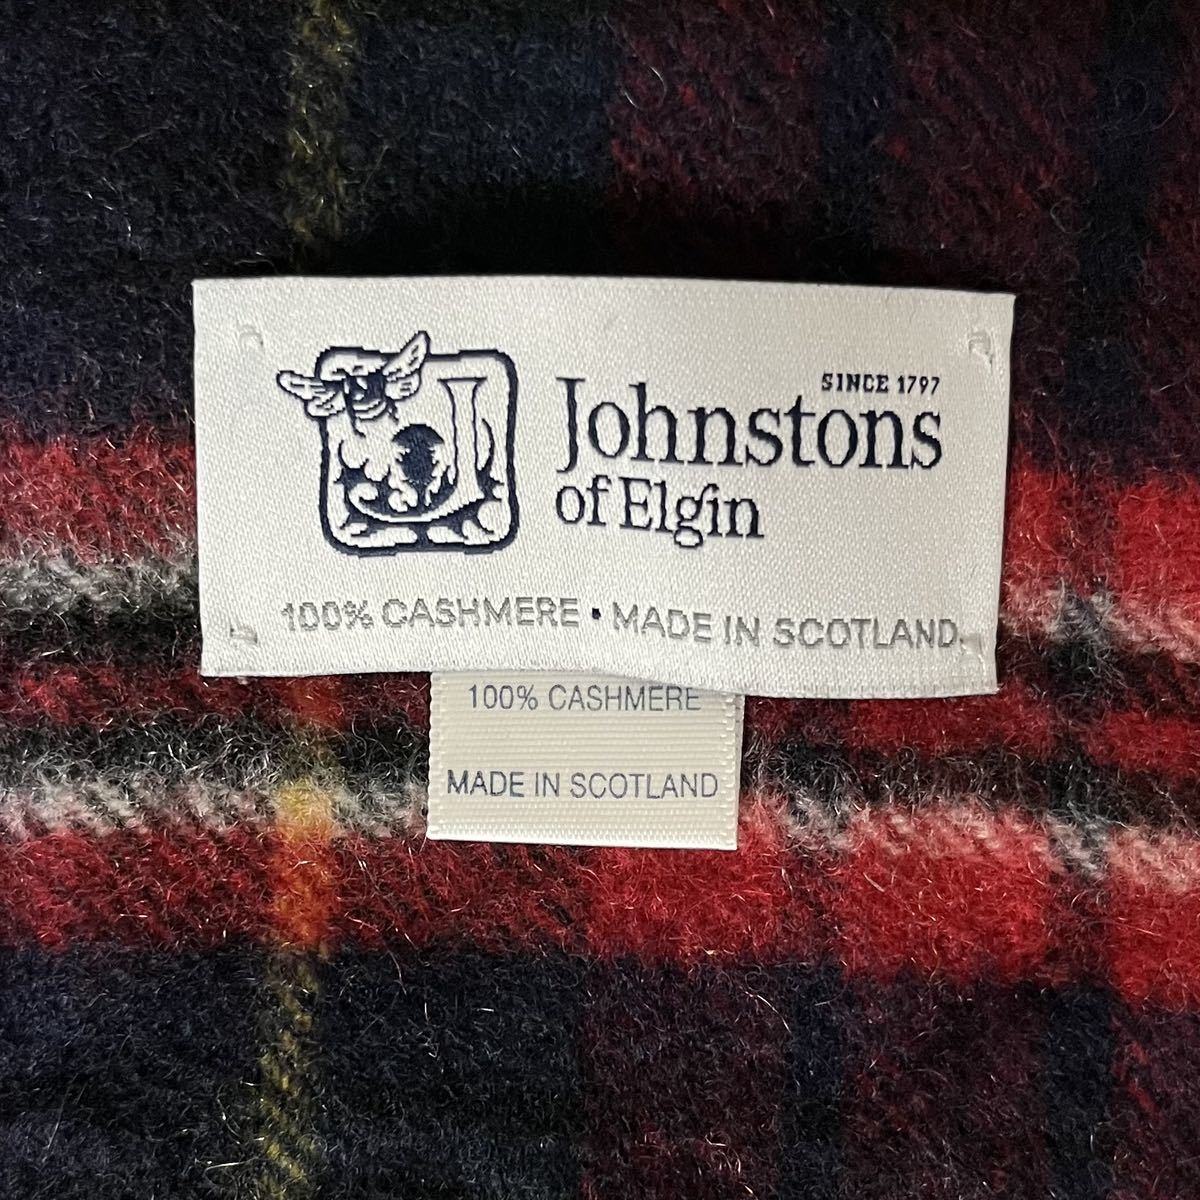 SINCE 1797
Johnstons
of Elgin
100% CASHMERE • MADE IN SCOTLAND.
100% CASHMERE
MADE IN SCOTLAND